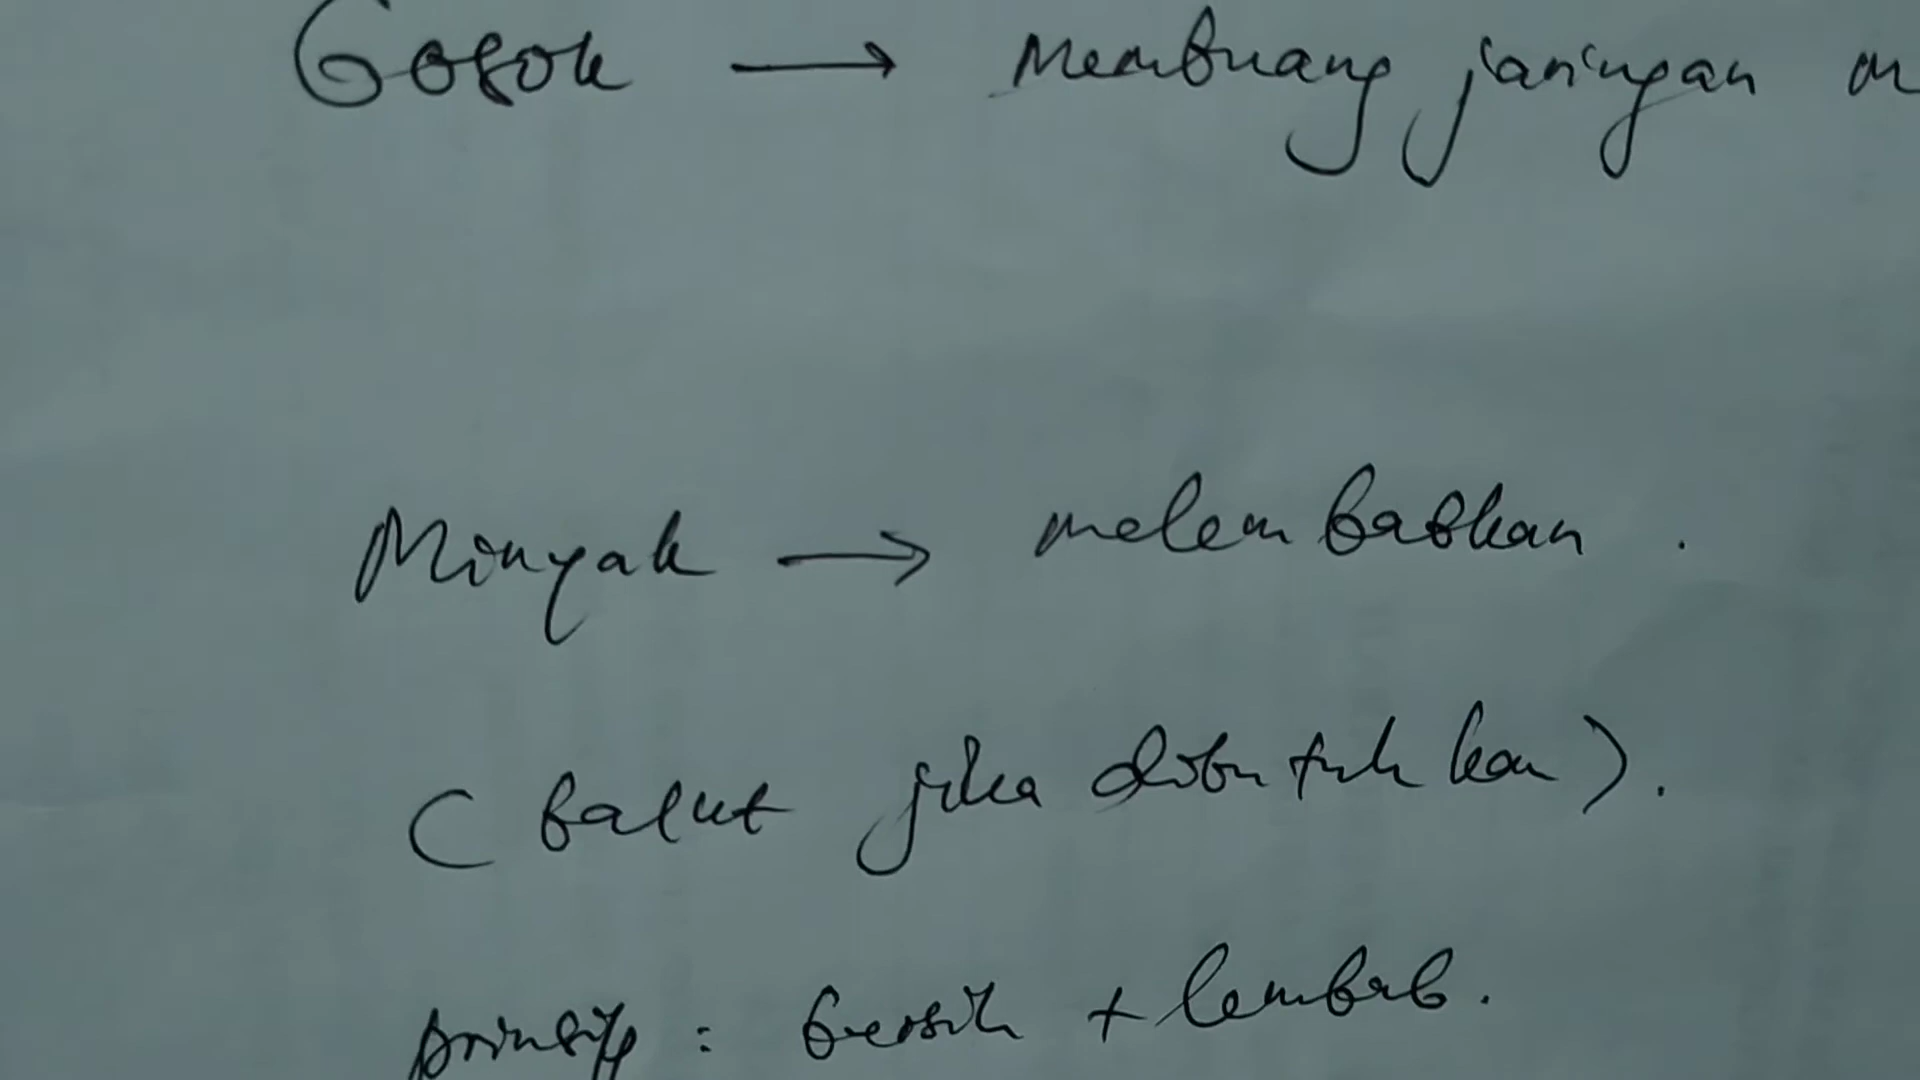 Gosok → Membuang jaringan m
Minyak → melembabkan.
(balut jika dibutuhkan).
prinsip : bersih + lembab.